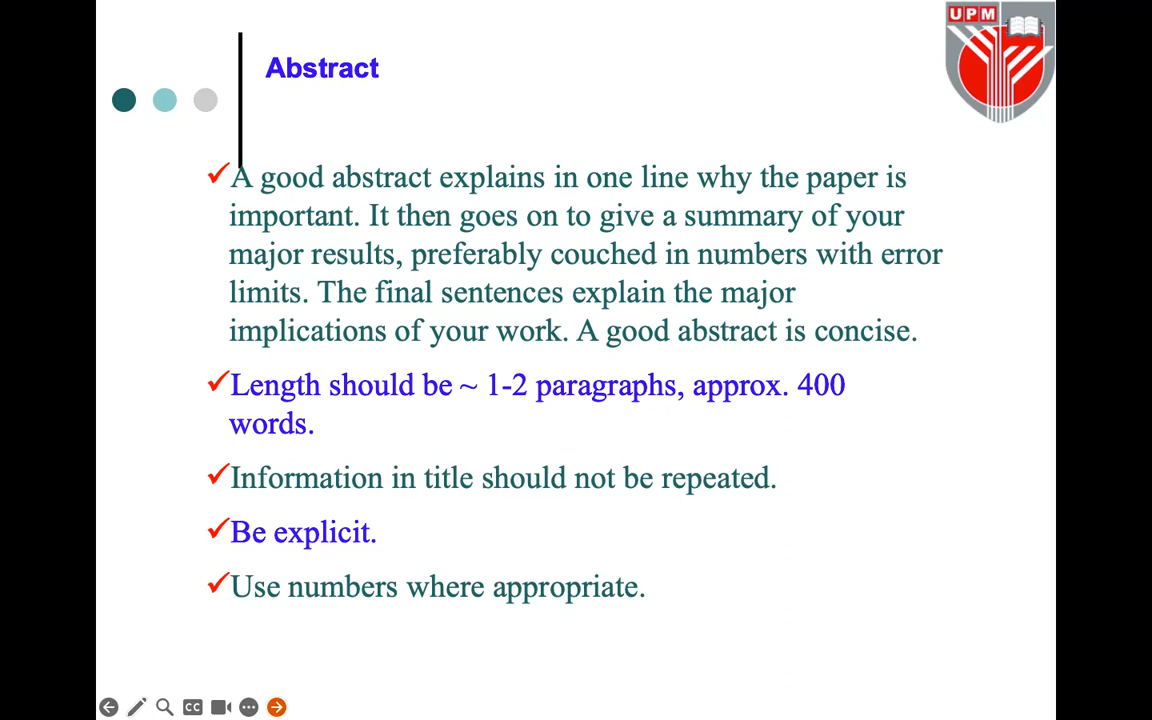 UPM
Abstract
A good abstract explains in one line why the paper is
important. It then goes on to give a summary of your
major results, preferably couched in numbers with error
limits. The final sentences explain the major
implications of your work. A good abstract is concise.
Length should be ~ 1-2 paragraphs, approx. 400
words.
Information in title should not be repeated.
Be explicit.
Use numbers where appropriate.
CC